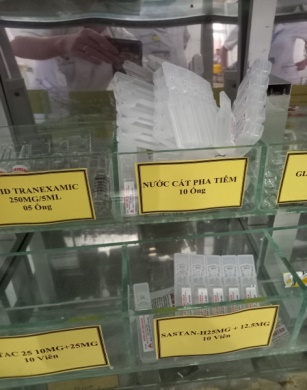 ID TRANEXAMIC
250MG/5ML
05 Ống
NƯỚC CẤT PHA TIÊM
10 Ống
GL
TAC 25 10MG+25MG
10 Viên
SASTAN-H25MG + 12.5MG
10 Viên